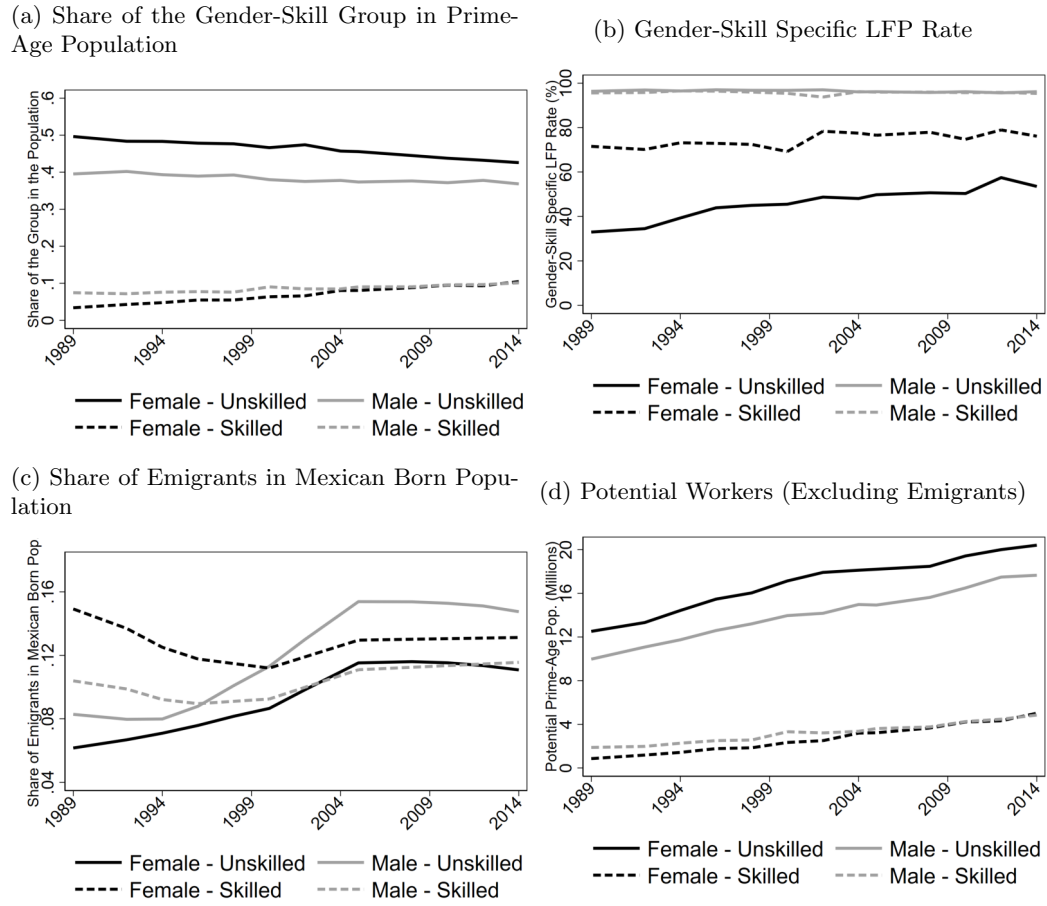 (a) Share of the Gender-Skill Group in Prime-
Age Population
Share of the Group in the Population
0 .1 .2 .3 .4 .5 .6
1989 1994 1999 2004 2009 2014
Female - Unskilled Male - Unskilled
Female - Skilled Male - Skilled
(b) Gender-Skill Specific LFP Rate
Gender-Skill Specific LFP Rate (%)
0 20 40 60 80 100
1989 1994 1999 2004 2009 2014
Female - Unskilled Male - Unskilled
Female - Skilled Male - Skilled
(c) Share of Emigrants in Mexican Born Popu-
lation
Share of Emigrants in Mexican Born Pop
.04 .08 .12 .16
1989 1994 1999 2004 2009 2014
Female - Unskilled Male - Unskilled
Female - Skilled Male - Skilled
(d) Potential Workers (Excluding Emigrants)
Potential Prime-Age Pop. (Millions)
0 4 8 12 16 20
1989 1994 1999 2004 2009 2014
Female - Unskilled Male - Unskilled
Female - Skilled Male - Skilled